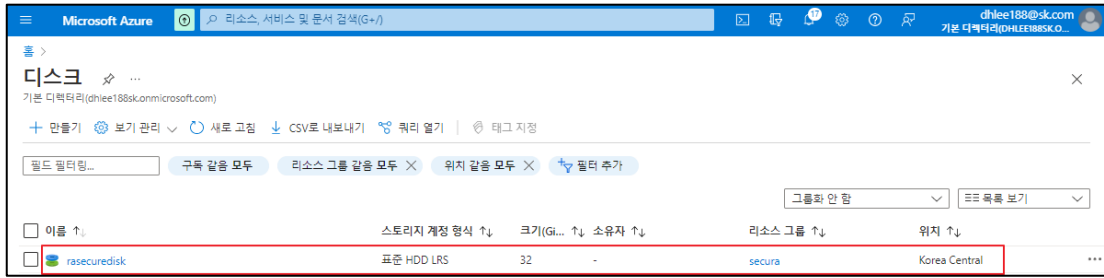 Microsoft Azure
리소스, 서비스 및 문서 검색(G+/)
17
dhlee188@sk.com
기본 디렉터리(DHLEE188SK.O...
홈 >
디스크
기본 디렉터리(dhlee188sk.onmicrosoft.com)
+ 만들기 보기 관리 새로 고침 CSV로 내보내기 쿼리 열기 태그 지정
필드 필터링... 구독 같음 모두 리소스 그룹 같음 모두 위치 같음 모두 필터 추가
그룹화 안 함 목록 보기
이름 ↑↓ 스토리지 계정 형식 ↑↓ 크기(Gi... ↑↓ 소유자 ↑↓ 리소스 그룹 ↑↓ 위치 ↑↓
rasecuredisk 표준 HDD LRS 32 - secura Korea Central